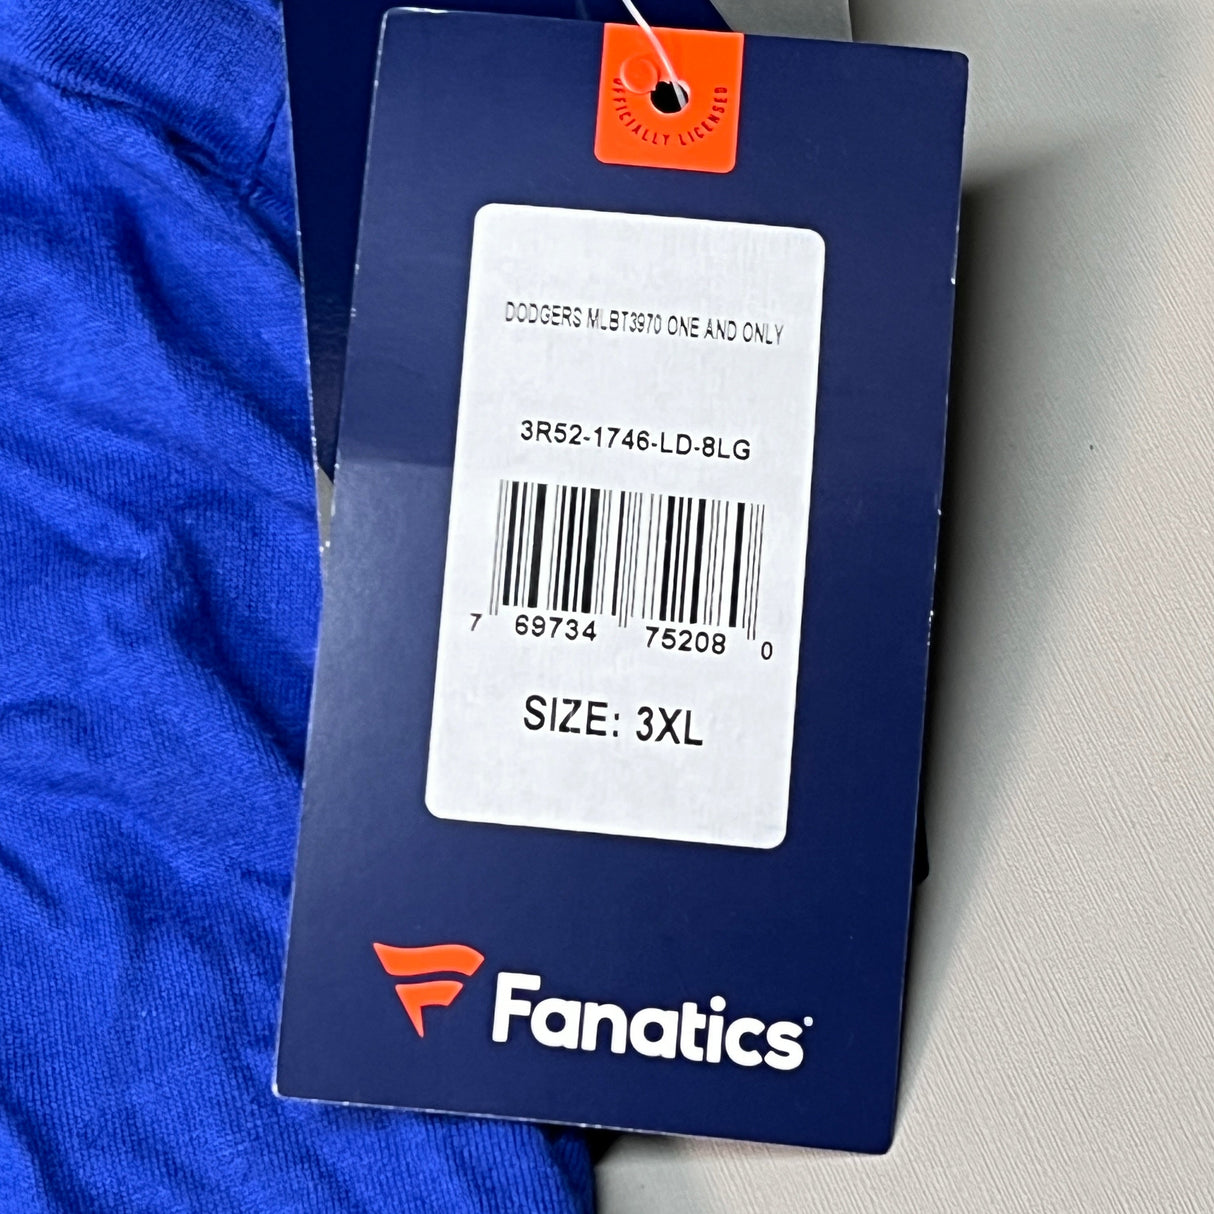 OFFICIALLY LICENSED
DODGERS MLBT3970 ONE AND ONLY
3R52-1746-LD-8LG
7 69734 75208 0
SIZE: 3XL
Fanatics